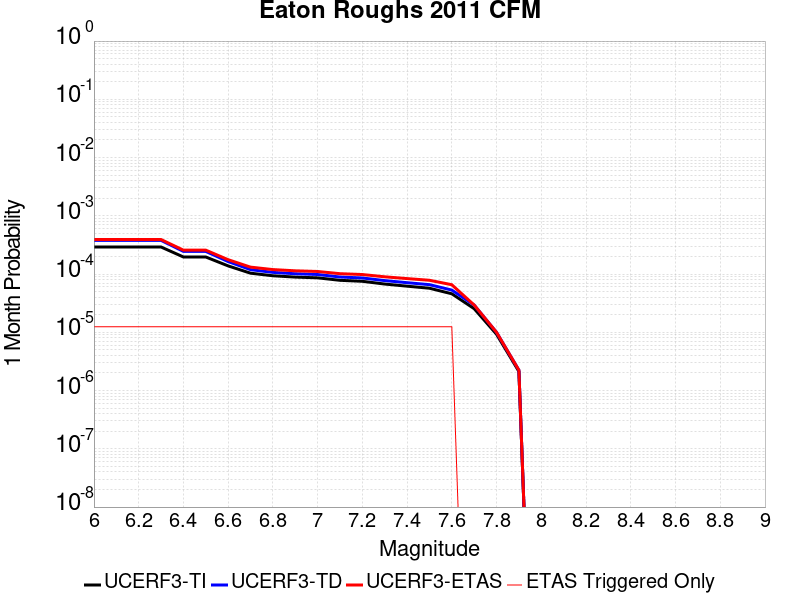 Eaton Roughs 2011 CFM
10^0
10^-1
10^-2
10^-3
10^-4
10^-5
10^-6
10^-7
10^-8
1 Month Probability
6 6.2 6.4 6.6 6.8 7 7.2 7.4 7.6 7.8 8 8.2 8.4 8.6 8.8 9
Magnitude
UCERF3-TI UCERF3-TD UCERF3-ETAS ETAS Triggered Only